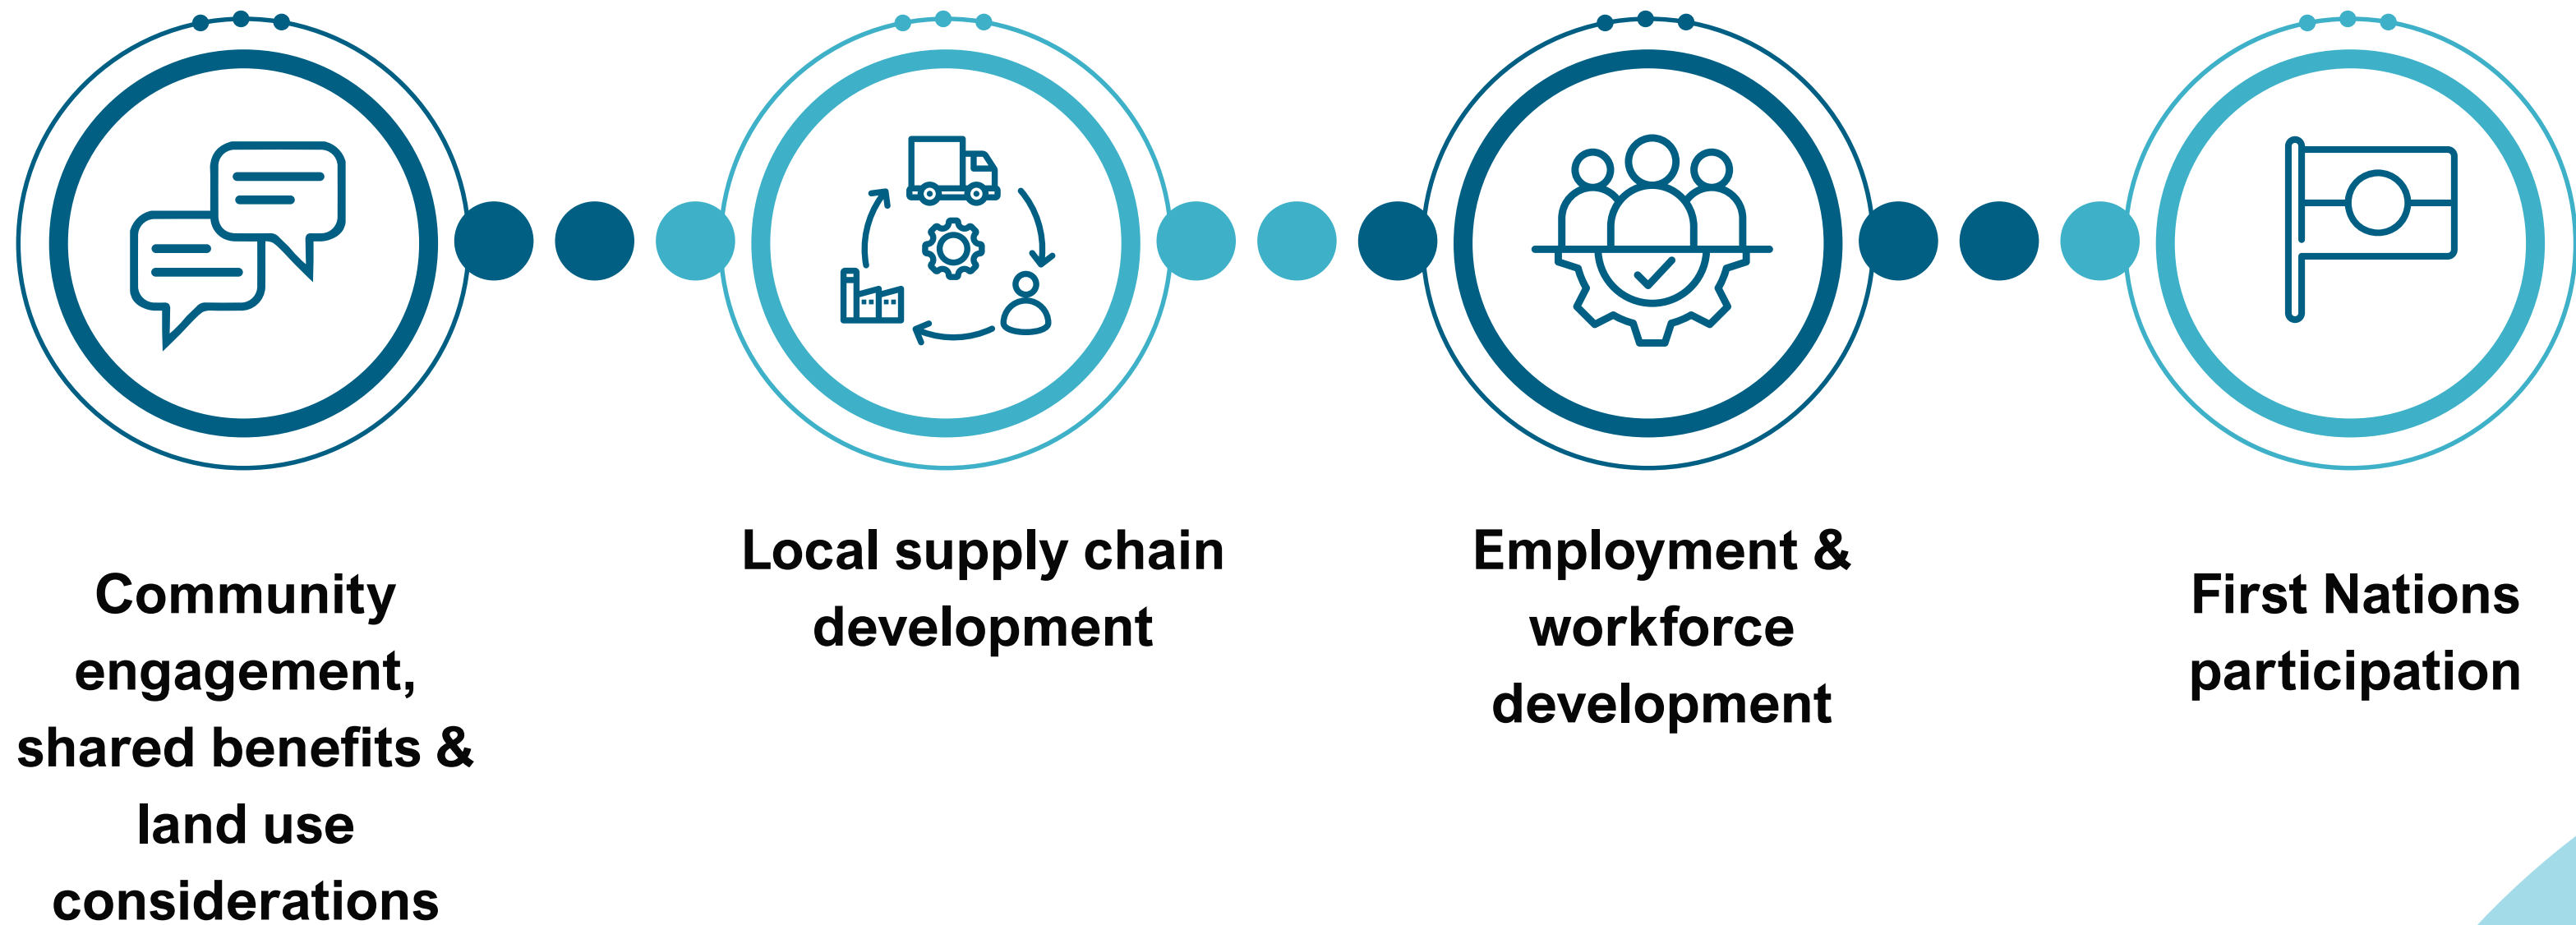 Community
engagement,
shared benefits &
land use
considerations
Local supply chain
development
Employment &
workforce
development
First Nations
participation